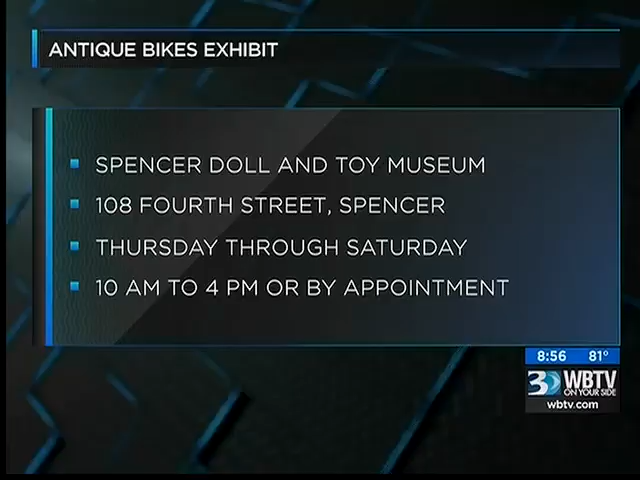 ANTIQUE BIKES EXHIBIT
SPENCER DOLL AND TOY MUSEUM
108 FOURTH STREET, SPENCER
THURSDAY THROUGH SATURDAY
10 AM TO 4 PM OR BY APPOINTMENT
8:56 81°
3 WBTV
ON YOUR SIDE
wbtv.com